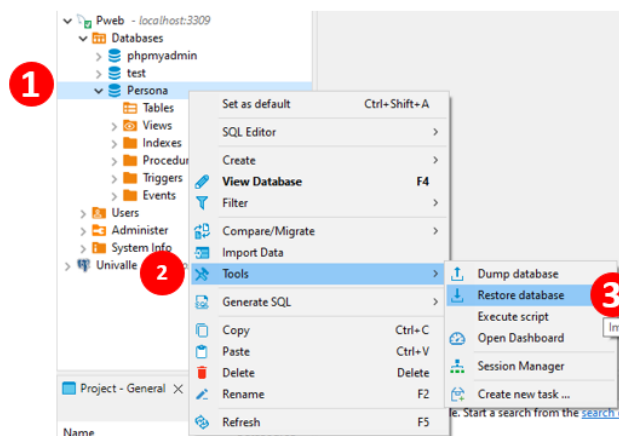 Pweb - localhost:3309
Databases
phpmyadmin
test
1
Persona
Tables
Views
Indexes
Procedur
Triggers
Events
Users
Administer
System Info
Univalle
Set as default Ctrl+Shift+A
SQL Editor
Create
View Database F4
Filter
Compare/Migrate
Import Data
2
Tools
Generate SQL
Copy Ctrl+C
Paste Ctrl+V
Delete Delete
Rename F2
Refresh F5
Dump database
Restore database
3
Execute script
Open Dashboard
Session Manager
Create new task ...
Project - General
le. Start a search from the search
Name